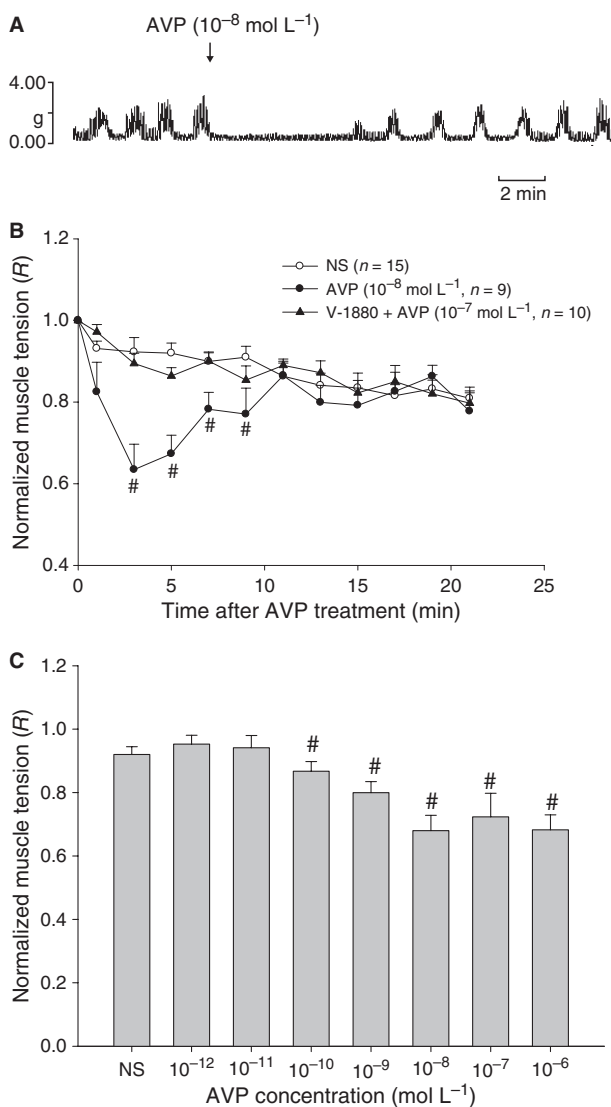 A
AVP (10⁻⁸ mol L⁻¹)
4.00
g
0.00
2 min
B
1.2
1.0
0.8
0.6
0.4
Normalized muscle tension (R)
NS (n = 15)
AVP (10⁻⁸ mol L⁻¹, n = 9)
V-1880 + AVP (10⁻⁷ mol L⁻¹, n = 10)
# # # #
0 5 10 15 20 25
Time after AVP treatment (min)
C
1.2
1.0
0.8
0.6
0.4
0.2
0.0
Normalized muscle tension (R)
# # # # #
NS 10⁻¹² 10⁻¹¹ 10⁻¹⁰ 10⁻⁹ 10⁻⁸ 10⁻⁷ 10⁻⁶
AVP concentration (mol L⁻¹)